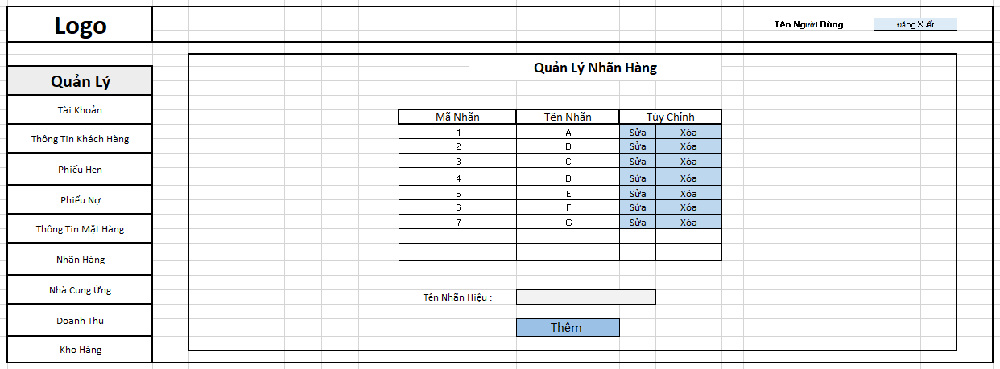 Logo
Tên Người Dùng Đăng Xuất
Quản Lý Nhãn Hàng
Quản Lý
Tài Khoản
Thông Tin Khách Hàng
Phiếu Hẹn
Phiếu Nợ
Thông Tin Mặt Hàng
Nhãn Hàng
Nhà Cung Ứng
Doanh Thu
Kho Hàng
Mã Nhãn Tên Nhãn Tùy Chỉnh
1 A Sửa Xóa
2 B Sửa Xóa
3 C Sửa Xóa
4 D Sửa Xóa
5 E Sửa Xóa
6 F Sửa Xóa
7 G Sửa Xóa
Tên Nhãn Hiệu :
Thêm